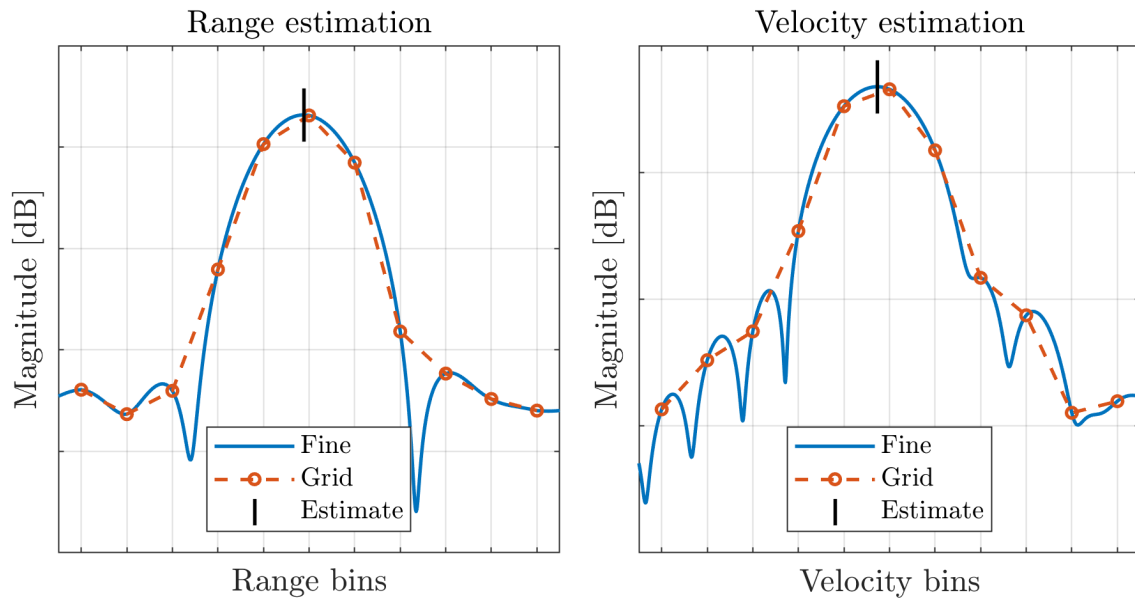 Range estimation
Magnitude [dB]
Fine
Grid
Estimate
Range bins
Velocity estimation
Magnitude [dB]
Fine
Grid
Estimate
Velocity bins